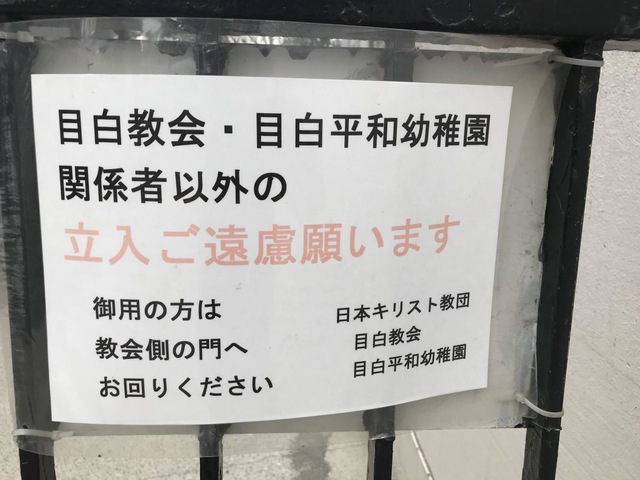 目白教会・目白平和幼稚園
関係者以外の
立入ご遠慮願います
御用の方は
教会側の門へ
お回りください
日本キリスト教団
目白教会
目白平和幼稚園